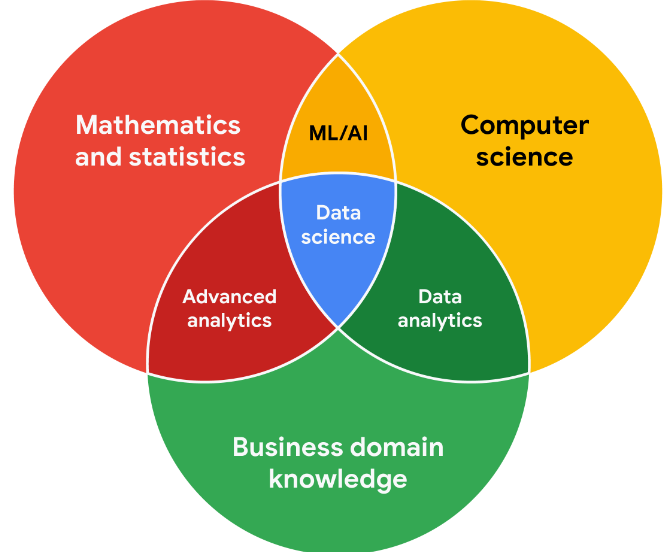 Mathematics
and statistics
ML/AI
Computer
science
Data
science
Advanced
analytics
Data
analytics
Business domain
knowledge